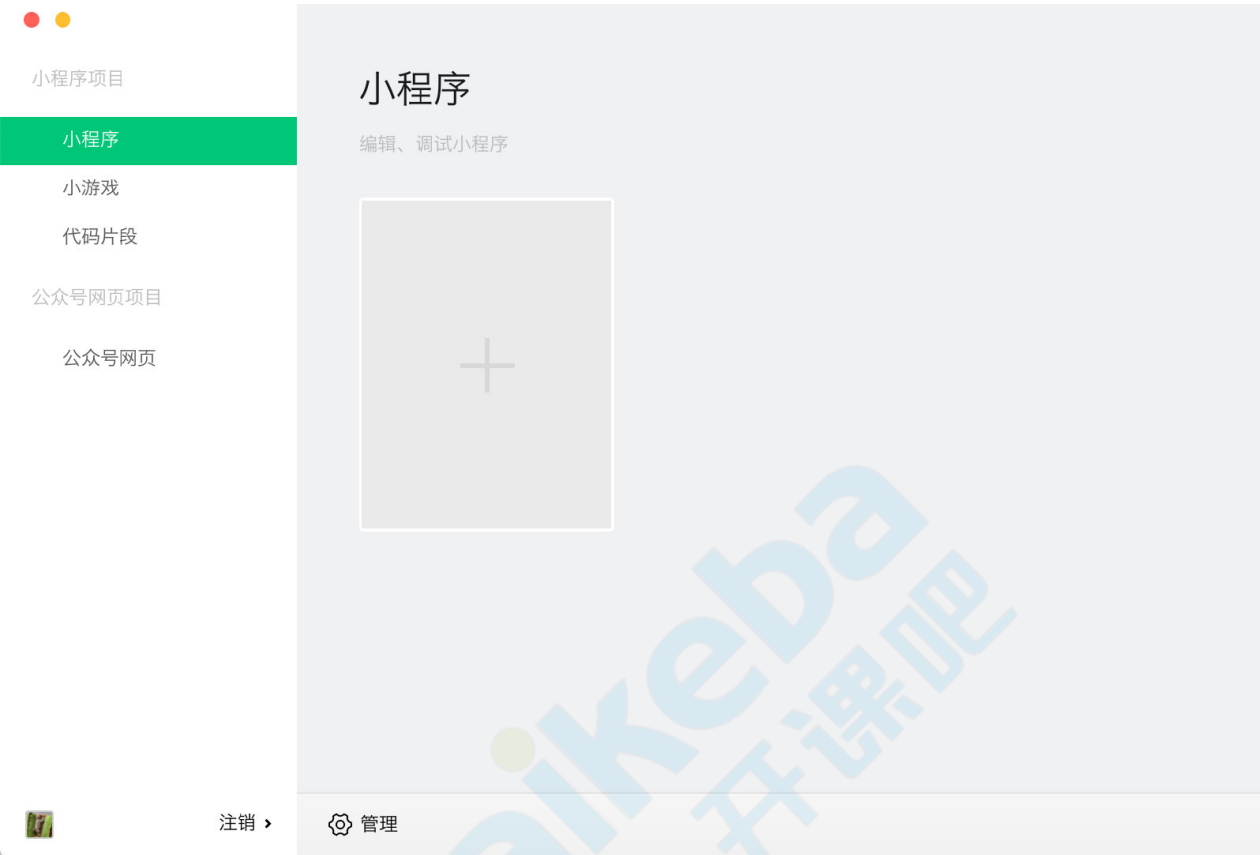 小程序项目
小程序
小游戏
代码片段
公众号网页项目
公众号网页
注销
小程序
编辑、调试小程序
管理
aikeba
开课吧